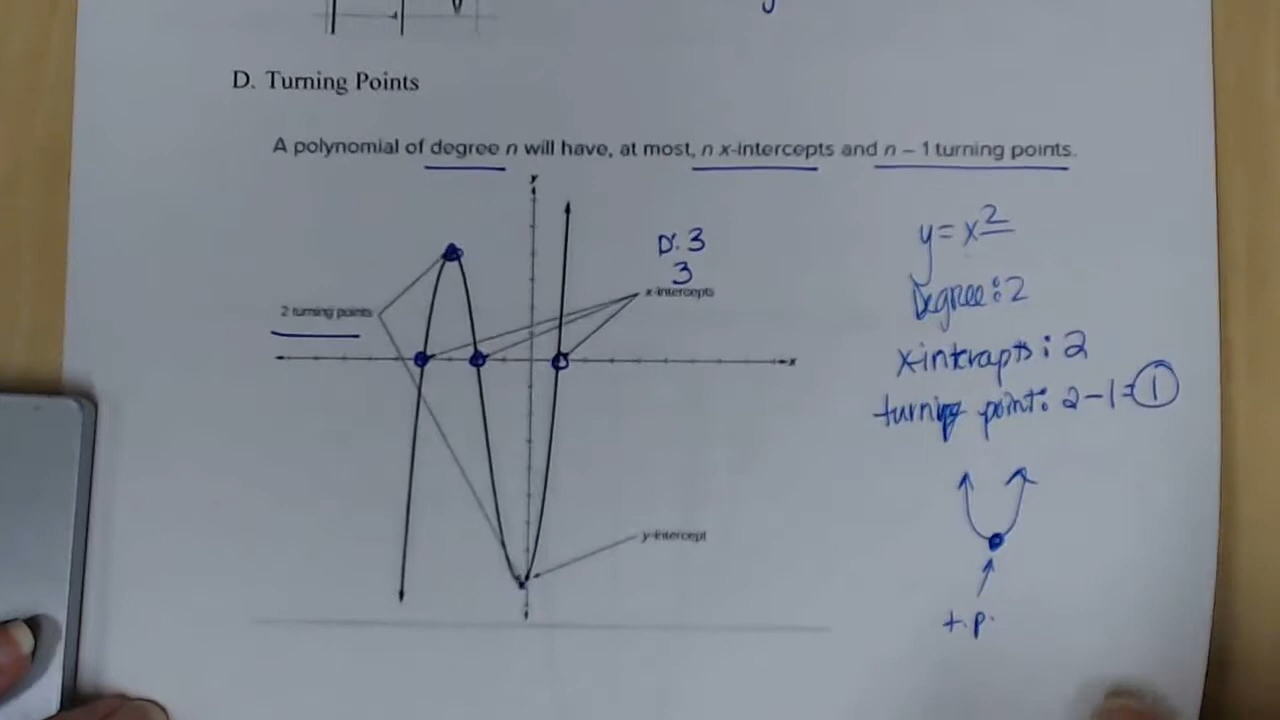 D. Turning Points
A polynomial of degree n will have, at most, n x-intercepts and n – 1 turning points.
y
D: 3
3
x-intercepts
2 turning points
x
y-intercept
y = x²
Degree: 2
x-intrapts: 2
turning point: 2-1=1
t.p.